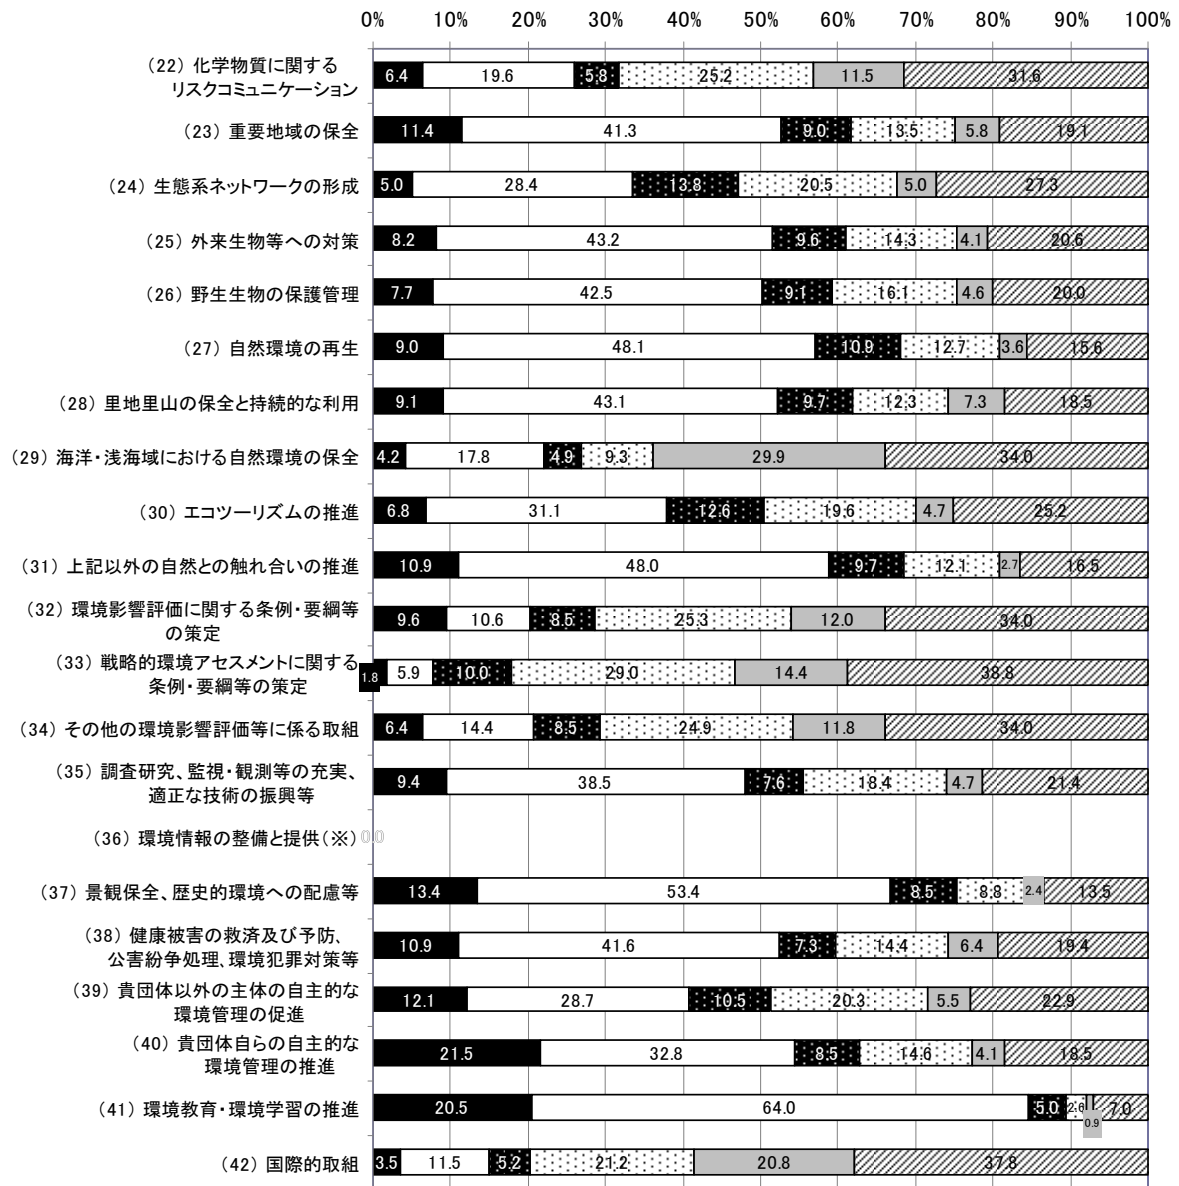 0% 10% 20% 30% 40% 50% 60% 70% 80% 90% 100%
（22）化学物質に関する
リスクコミュニケーション
6.4 19.6 5.8 25.2 11.5 31.6
（23）重要地域の保全 11.4 41.3 9.0 13.5 5.8 19.1
（24）生態系ネットワークの形成 5.0 28.4 13.8 20.5 5.0 27.3
（25）外来生物等への対策 8.2 43.2 9.6 14.3 4.1 20.6
（26）野生生物の保護管理 7.7 42.5 9.1 16.1 4.6 20.0
（27）自然環境の再生 9.0 48.1 10.9 12.7 3.6 15.6
（28）里地里山の保全と持続的な利用 9.1 43.1 9.7 12.3 7.3 18.5
（29）海洋・浅海域における自然環境の保全 4.2 17.8 4.9 9.3 29.9 34.0
（30）エコツーリズムの推進 6.8 31.1 12.6 19.6 4.7 25.2
（31）上記以外の自然との触れ合いの推進 10.9 48.0 9.7 12.1 2.7 16.5
（32）環境影響評価に関する条例・要綱等
の策定
9.6 10.6 8.5 25.3 12.0 34.0
（33）戦略的環境アセスメントに関する
条例・要綱等の策定
1.8 5.9 10.0 29.0 14.4 38.8
（34）その他の環境影響評価等に係る取組 6.4 14.4 8.5 24.9 11.8 34.0
（35）調査研究、監視・観測等の充実、
適正な技術の振興等
9.4 38.5 7.6 18.4 4.7 21.4
（36）環境情報の整備と提供（※） 0.0
（37）景観保全、歴史的環境への配慮等 13.4 53.4 8.5 8.8 2.4 13.5
（38）健康被害の救済及び予防、
公害紛争処理、環境犯罪対策等
10.9 41.6 7.3 14.4 6.4 19.4
（39）貴団体以外の主体の自主的な
環境管理の促進
12.1 28.7 10.5 20.3 5.5 22.9
（40）貴団体自らの自主的な
環境管理の推進
21.5 32.8 8.5 14.6 4.1 18.5
（41）環境教育・環境学習の推進 20.5 64.0 5.0 2.6 0.9 7.0
（42）国際的取組 3.5 11.5 5.2 21.2 20.8 37.8